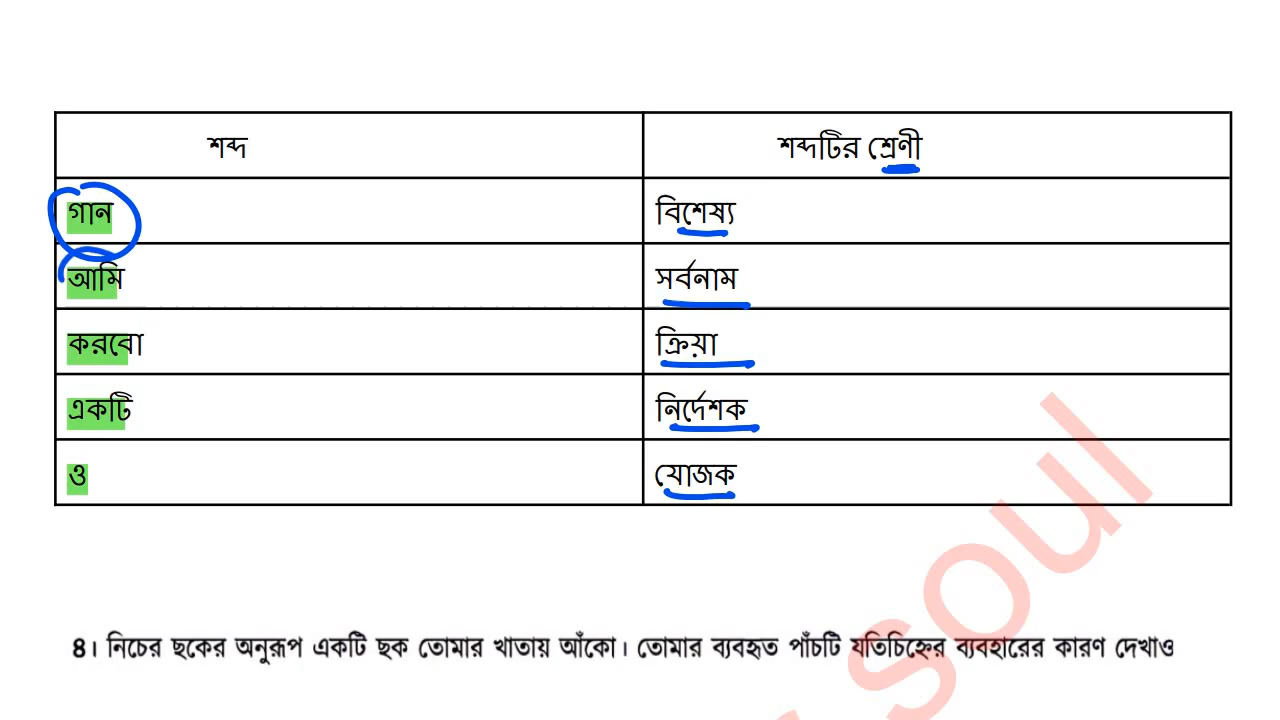 শব্দ শব্দটির শ্রেণী
গান বিশেষ্য
আমি সর্বনাম
করবো ক্রিয়া
একটি নির্দেশক
ও যোজক
৪। নিচের ছকের অনুরূপ একটি ছক তোমার খাতায় আঁকো। তোমার ব্যবহৃত পাঁচটি যতিচিহ্নের ব্যবহারের কারণ দেখাও
soul